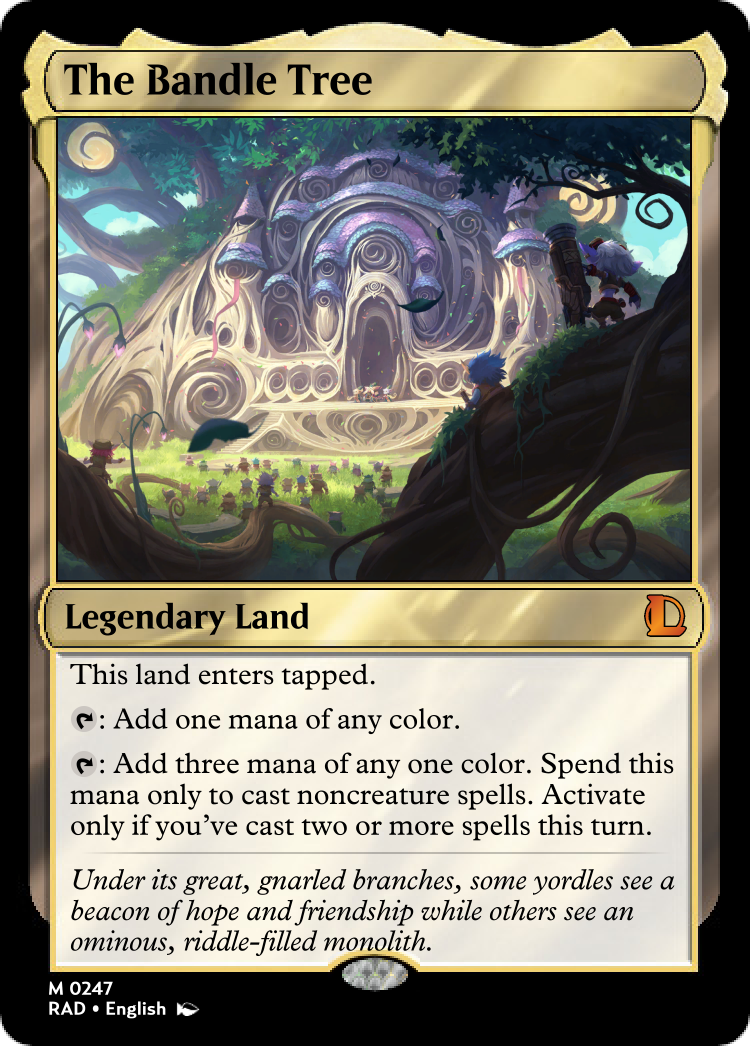 The Bandle Tree
Legendary Land
This land enters tapped.
: Add one mana of any color.
: Add three mana of any one color. Spend this
mana only to cast noncreature spells. Activate
only if you've cast two or more spells this turn.
Under its great, gnarled branches, some yordles see a
beacon of hope and friendship while others see an
ominous, riddle-filled monolith.
M 0247
RAD • English